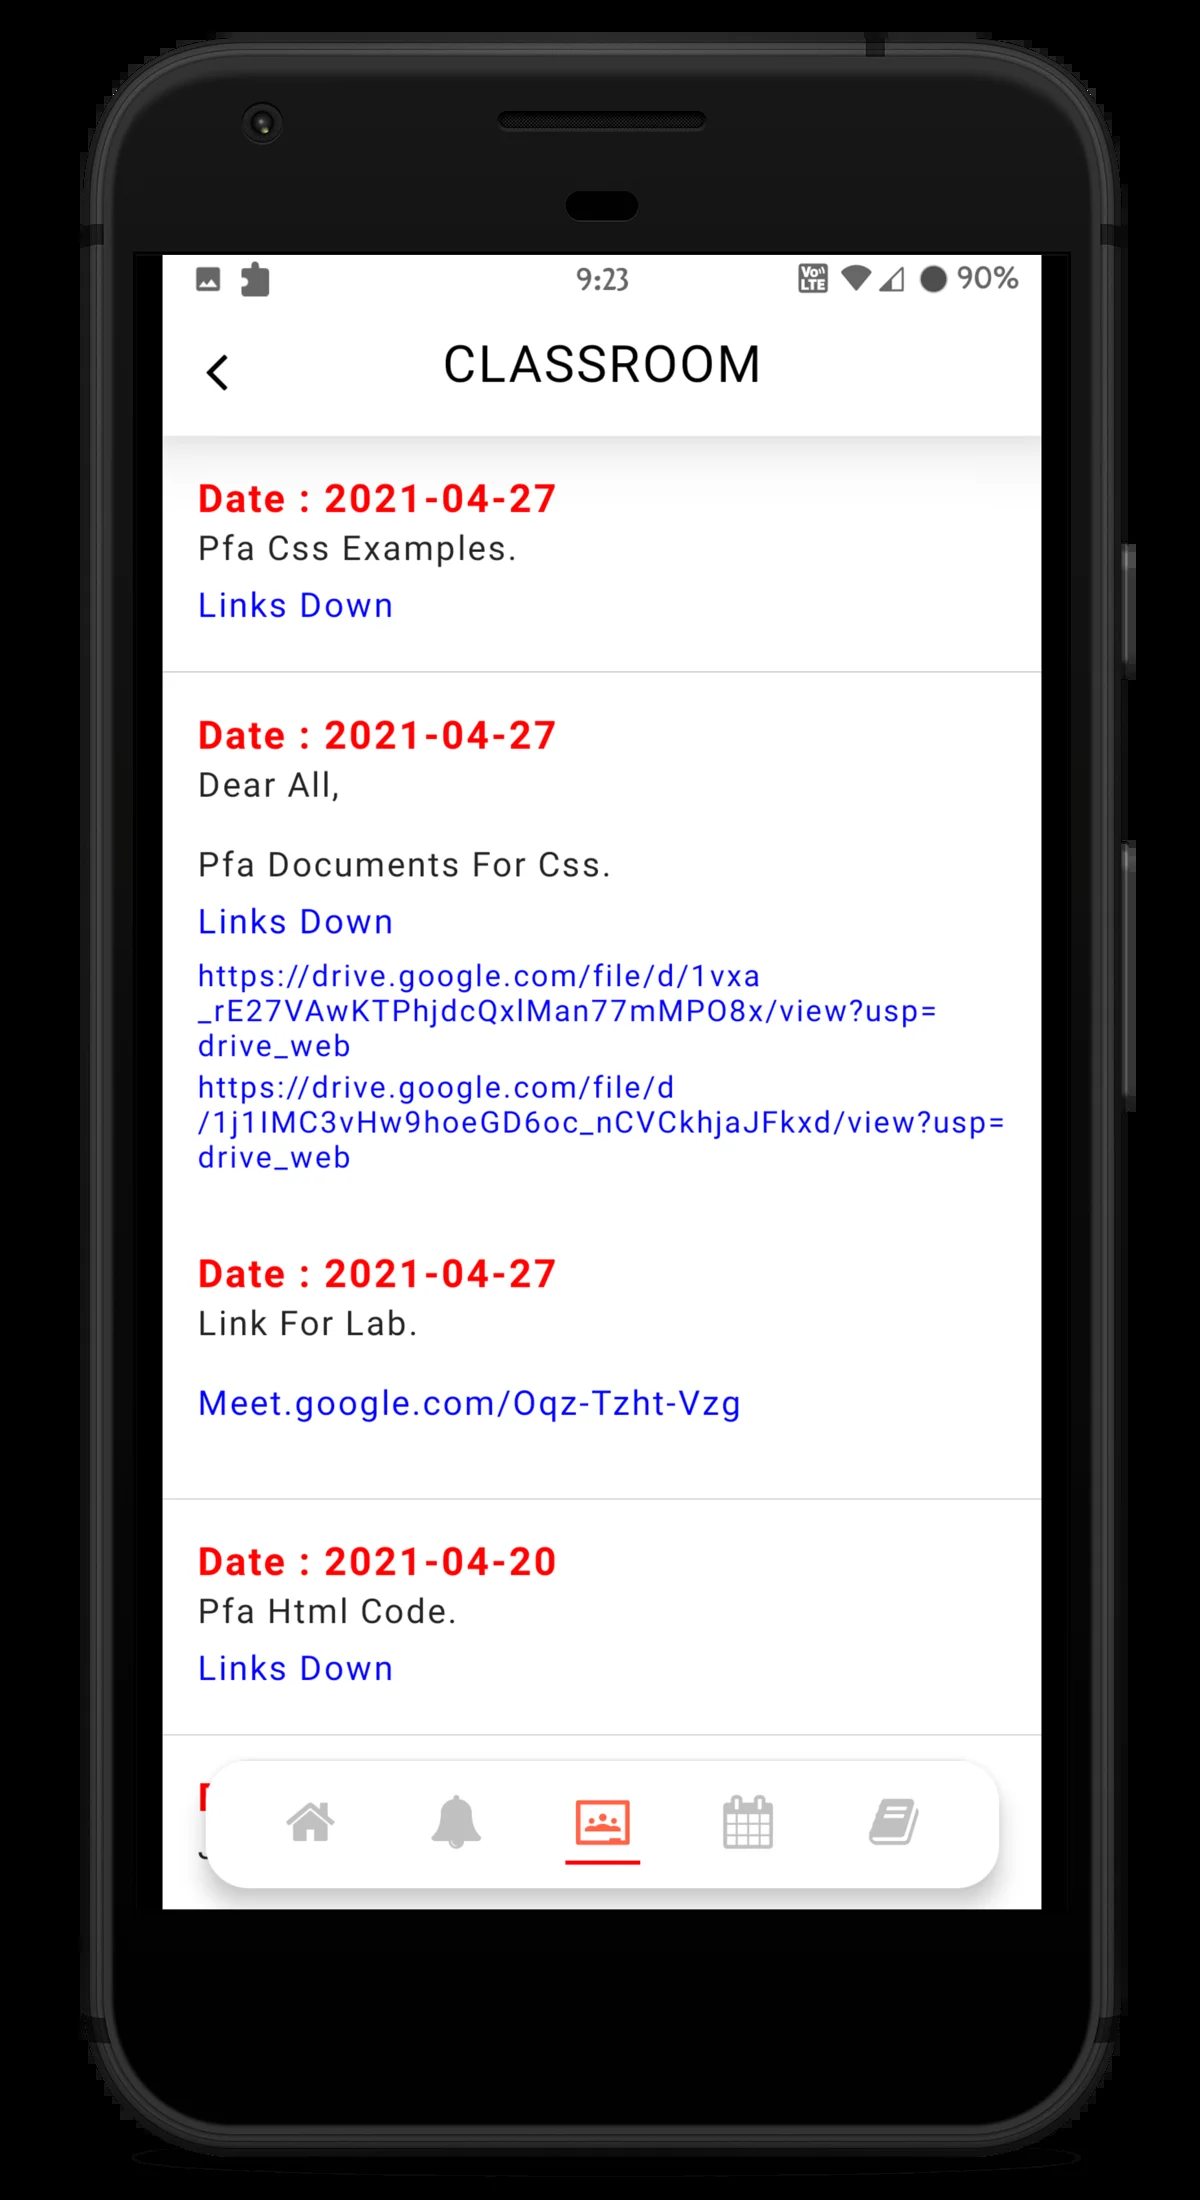 9:23
Vo LTE
90%
CLASSROOM
Date : 2021-04-27
Pfa Css Examples.
Links Down
Date : 2021-04-27
Dear All,
Pfa Documents For Css.
Links Down
https://drive.google.com/file/d/1vxa
_rE27VAwKTPhjdcQxlMan77mMPO8x/view?usp=
drive_web
https://drive.google.com/file/d
/1j1IMC3vHw9hoeGD6oc_nCVCkhjaJFkxd/view?usp=
drive_web
Date : 2021-04-27
Link For Lab.
Meet.google.com/Oqz-Tzht-Vzg
Date : 2021-04-20
Pfa Html Code.
Links Down